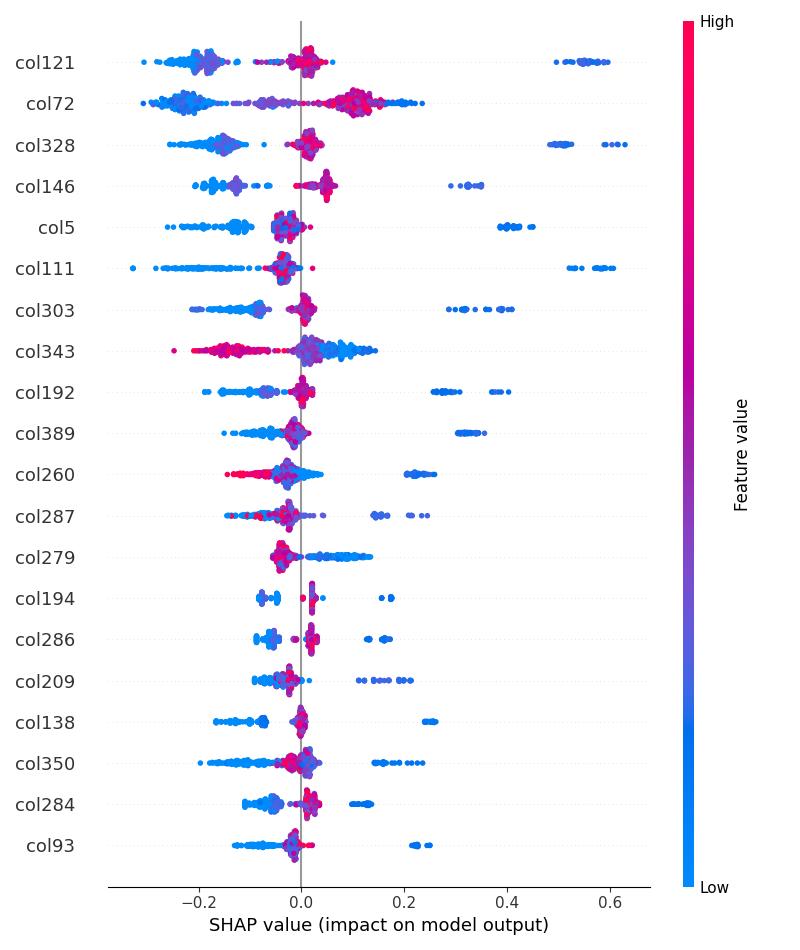 High
col121
col72
col328
col146
col5
col111
col303
col343
col192
col389
col260
col287
col279
col194
col286
col209
col138
col350
col284
col93
Feature value
Low
−0.2 0.0 0.2 0.4 0.6
SHAP value (impact on model output)